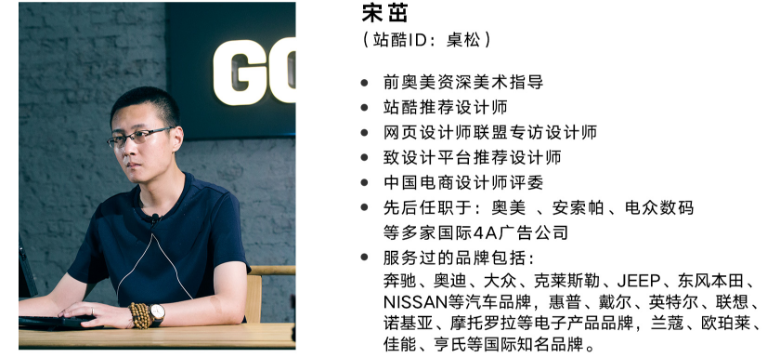 GO
宋茁
（站酷ID：桌松）
● 前奥美资深美术指导
● 站酷推荐设计师
● 网页设计师联盟专访设计师
● 致设计平台推荐设计师
● 中国电商设计师评委
● 先后任职于：奥美 、安索帕、电众数码
等多家国际4A广告公司
● 服务过的品牌包括：
奔驰、奥迪、大众、克莱斯勒、JEEP、东风本田、
NISSAN等汽车品牌，惠普、戴尔、英特尔、联想、
诺基亚、摩托罗拉等电子产品品牌，兰蔻、欧珀莱、
佳能、亨氏等国际知名品牌。